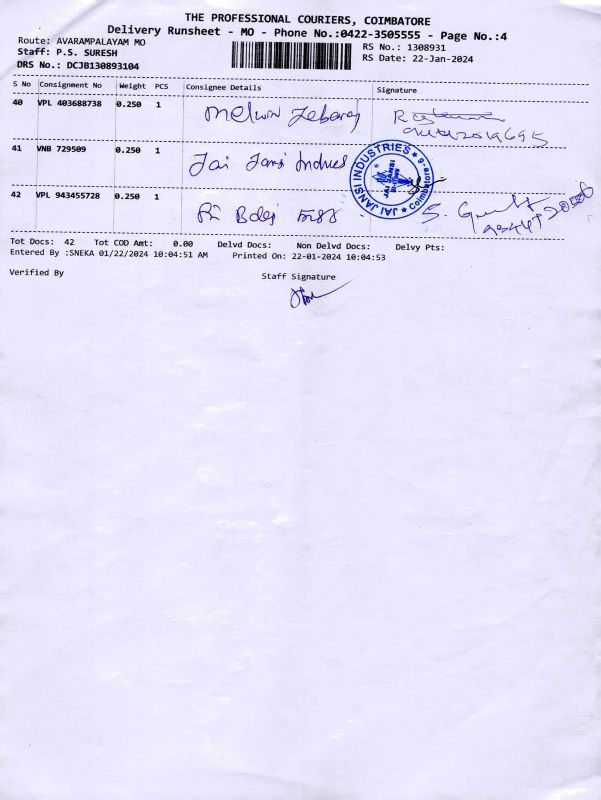 THE PROFESSIONAL COURIERS, COIMBATORE
Delivery Runsheet - MO - Phone No.:0422-3505555 - Page No.:4
Route: AVARAMPALAYAM MO
RS No.: 1308931
Staff: P.S. SURESH
RS Date: 22-Jan-2024
DRS No.: DCJB130893104
S No Consignment No Weight PCS Consignee Details Signature
40 VPL 403688738 0.250 1 Melwin Jebaraj
41 VNB 729509 0.250 1 Jai Jansi Indus
JAI JANSI INDUSTRIES ★ Coimbatore-6 ★
42 VPL 943455728 0.250 1 S.
Tot Docs: 42 Tot COD Amt: 0.00 Delvd Docs: Non Delvd Docs: Delvy Pts:
Entered By :SNEKA 01/22/2024 10:04:51 AM Printed On: 22-01-2024 10:04:53
Verified By Staff Signature